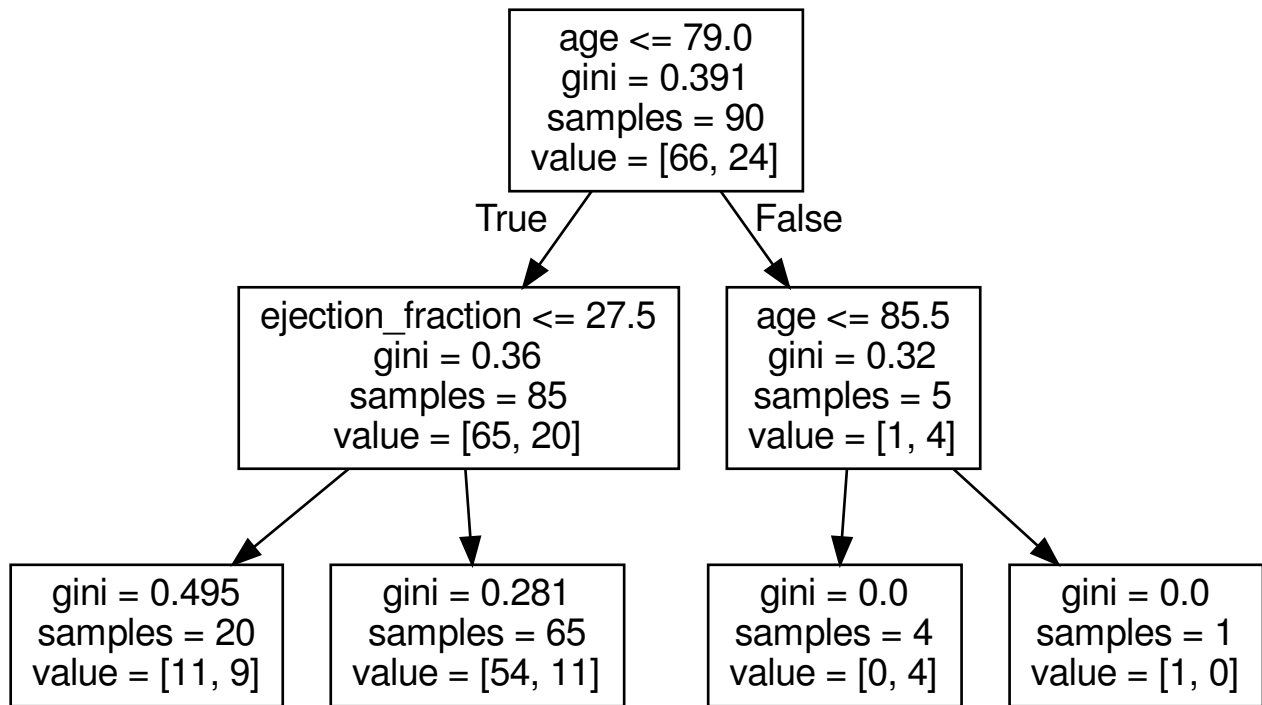 age <= 79.0
gini = 0.391
samples = 90
value = [66, 24]
True
False
ejection_fraction <= 27.5
gini = 0.36
samples = 85
value = [65, 20]
age <= 85.5
gini = 0.32
samples = 5
value = [1, 4]
gini = 0.495
samples = 20
value = [11, 9]
gini = 0.281
samples = 65
value = [54, 11]
gini = 0.0
samples = 4
value = [0, 4]
gini = 0.0
samples = 1
value = [1, 0]